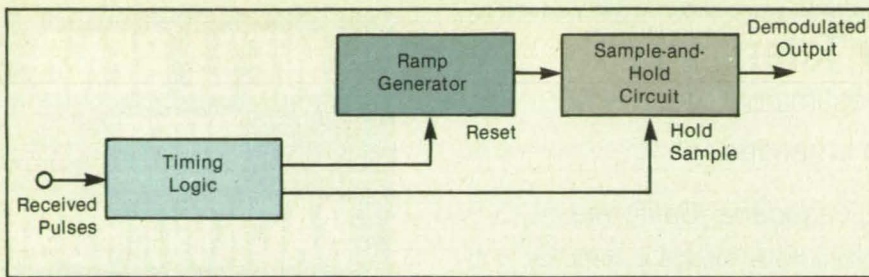 Demodulated
Output
Ramp
Generator
Sample-and-
Hold
Circuit
Reset
Hold
Sample
Timing
Logic
Received
Pulses